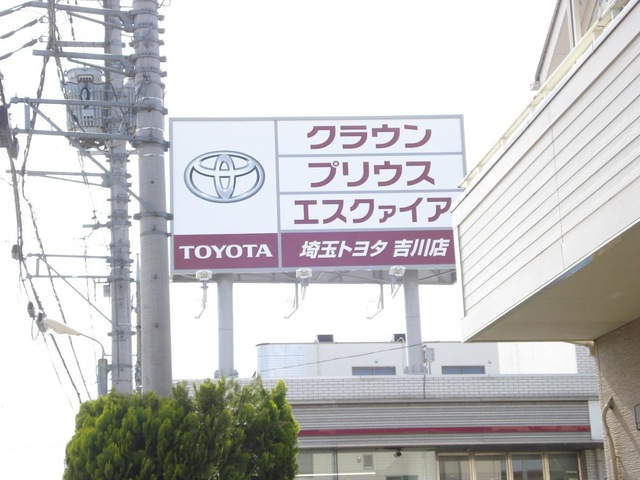 クラウン
プリウス
エスクァイア
TOYOTA
埼玉トヨタ 吉川店